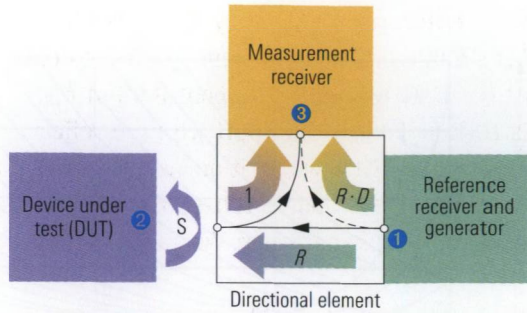 Measurement
receiver
3
Device under
test (DUT)
2
S
1
R·D
R
1
Reference
receiver and
generator
Directional element